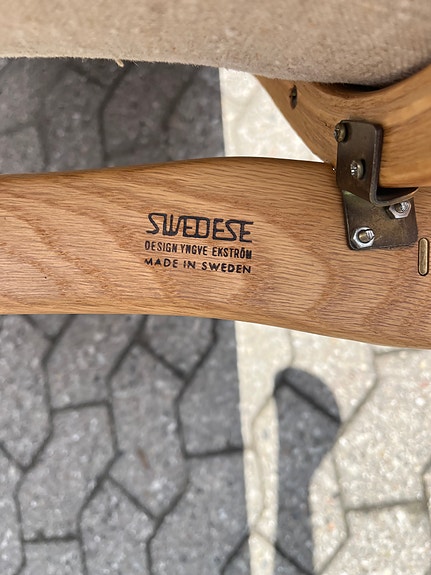 SWEDESE
DESIGN YNGVE EKSTRÖM
MADE IN SWEDEN